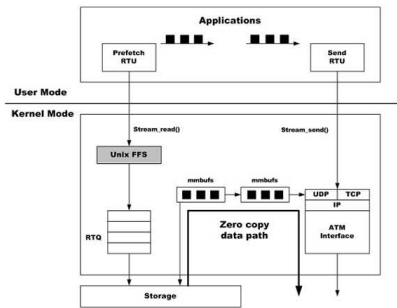 Applications
Prefetch
RTU
Send
RTU
User Mode
Kernel Mode
Stream_read()
Stream_send()
Unix FFS
mmbufs
mmbufs
UDP
TCP
IP
ATM
Interface
RTQ
Zero copy
data path
Storage